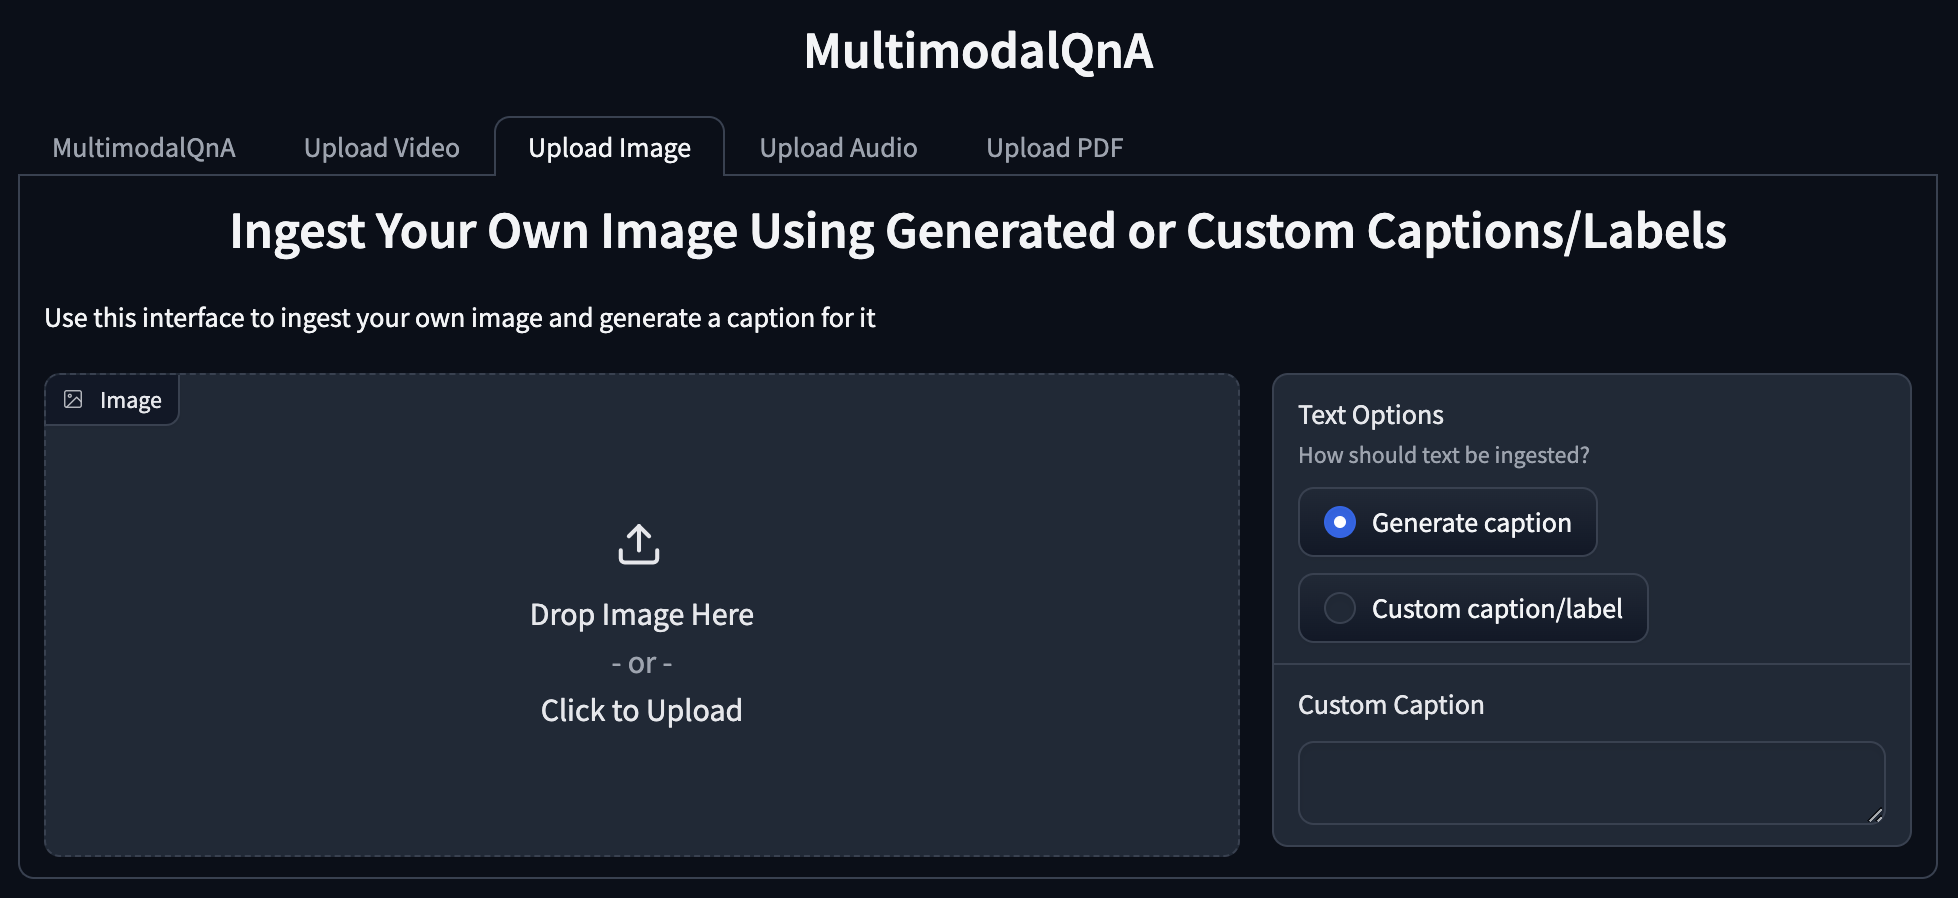 MultimodalQnA
MultimodalQnA
Upload Video
Upload Image
Upload Audio
Upload PDF
Ingest Your Own Image Using Generated or Custom Captions/Labels
Use this interface to ingest your own image and generate a caption for it
Image
Drop Image Here
- or -
Click to Upload
Text Options
How should text be ingested?
Generate caption
Custom caption/label
Custom Caption